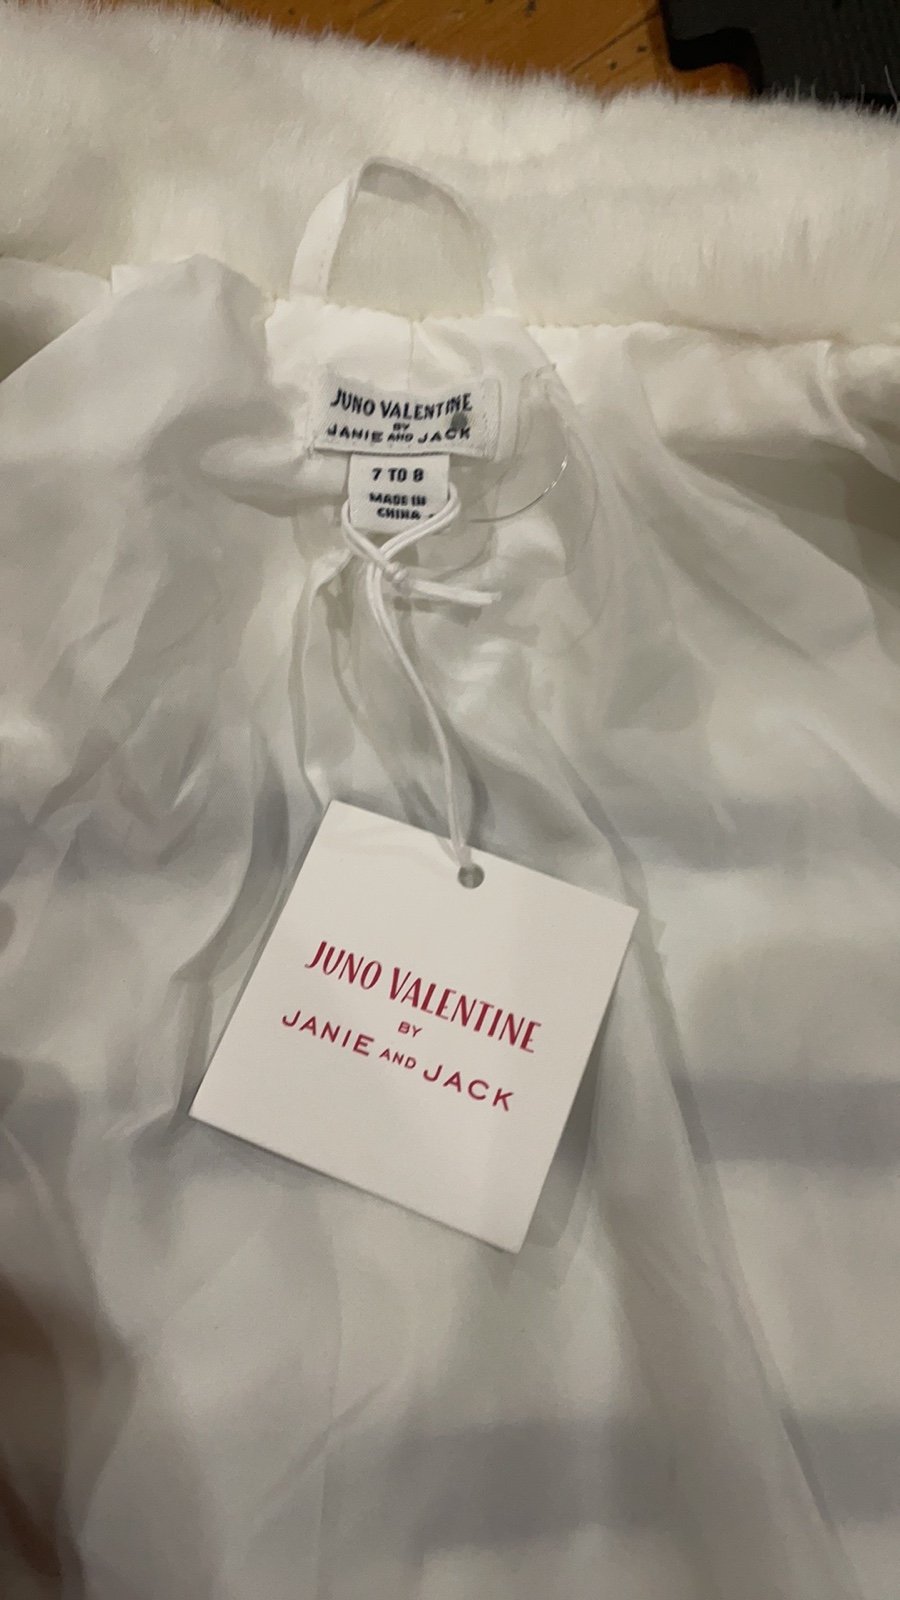 JUNO VALENTINE
BY
JANIE AND JACK
7 TO 8
MADE IN
CHINA
JUNO VALENTINE
BY
JANIE AND JACK